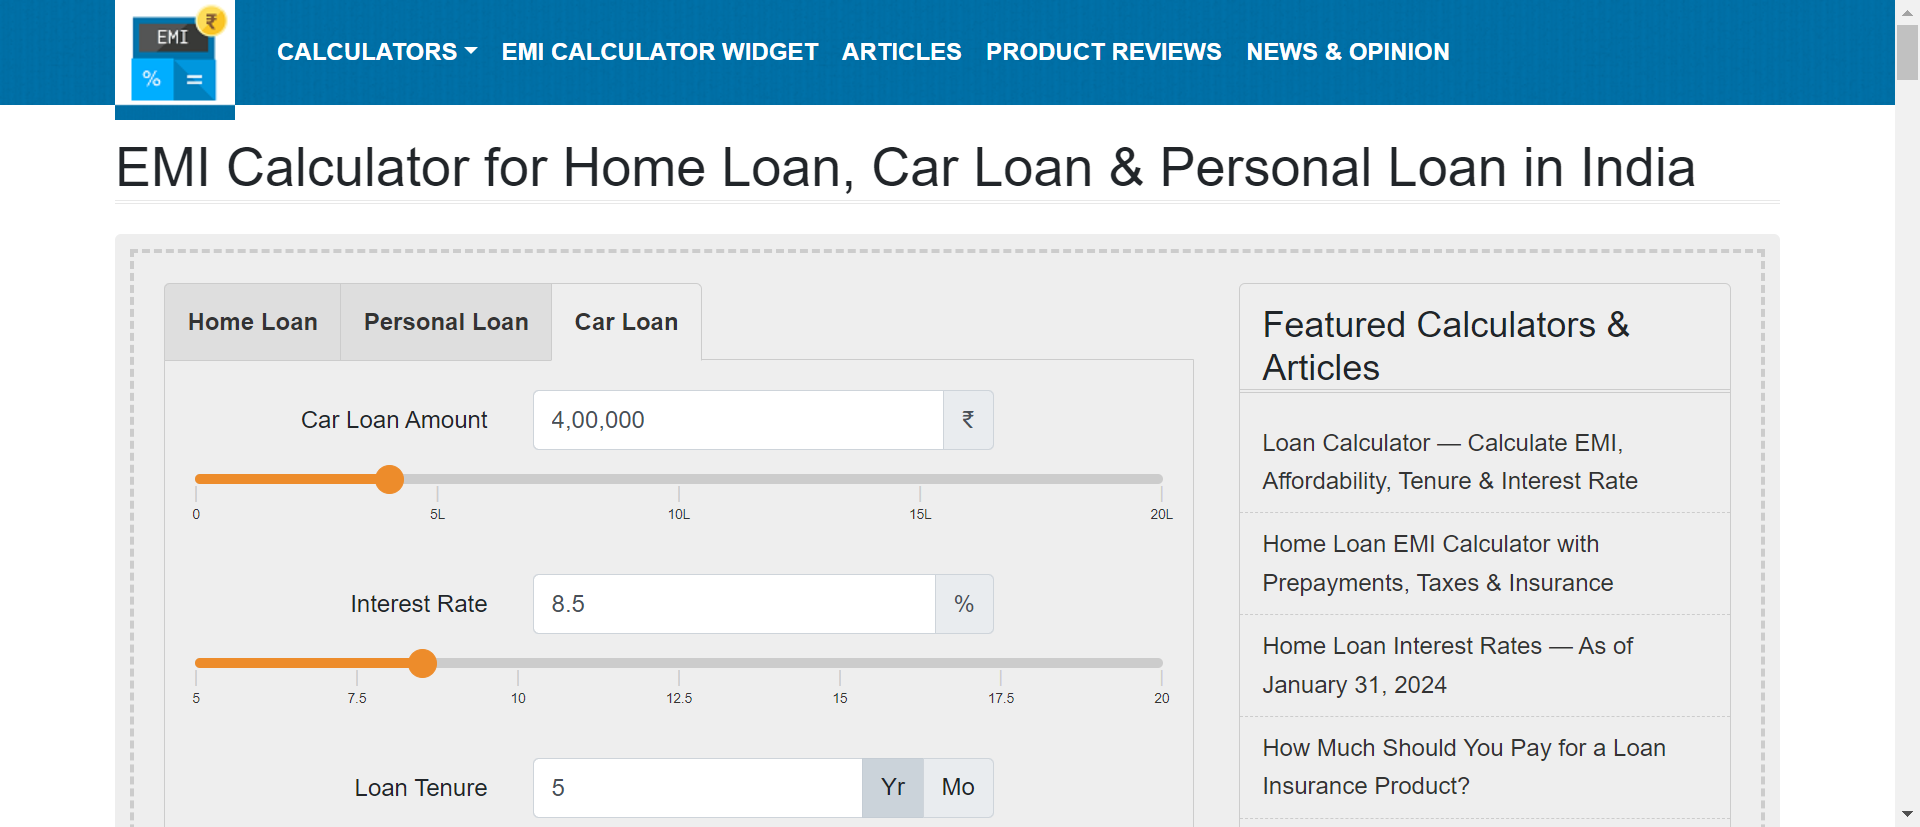 EMI
₹
%
=
CALCULATORS
EMI CALCULATOR WIDGET
ARTICLES
PRODUCT REVIEWS
NEWS & OPINION
EMI Calculator for Home Loan, Car Loan & Personal Loan in India
Home Loan
Personal Loan
Car Loan
Car Loan Amount
4,00,000
₹
0
5L
10L
15L
20L
Interest Rate
8.5
%
5
7.5
10
12.5
15
17.5
20
Loan Tenure
5
Yr
Mo
Featured Calculators &
Articles
Loan Calculator — Calculate EMI,
Affordability, Tenure & Interest Rate
Home Loan EMI Calculator with
Prepayments, Taxes & Insurance
Home Loan Interest Rates — As of
January 31, 2024
How Much Should You Pay for a Loan
Insurance Product?